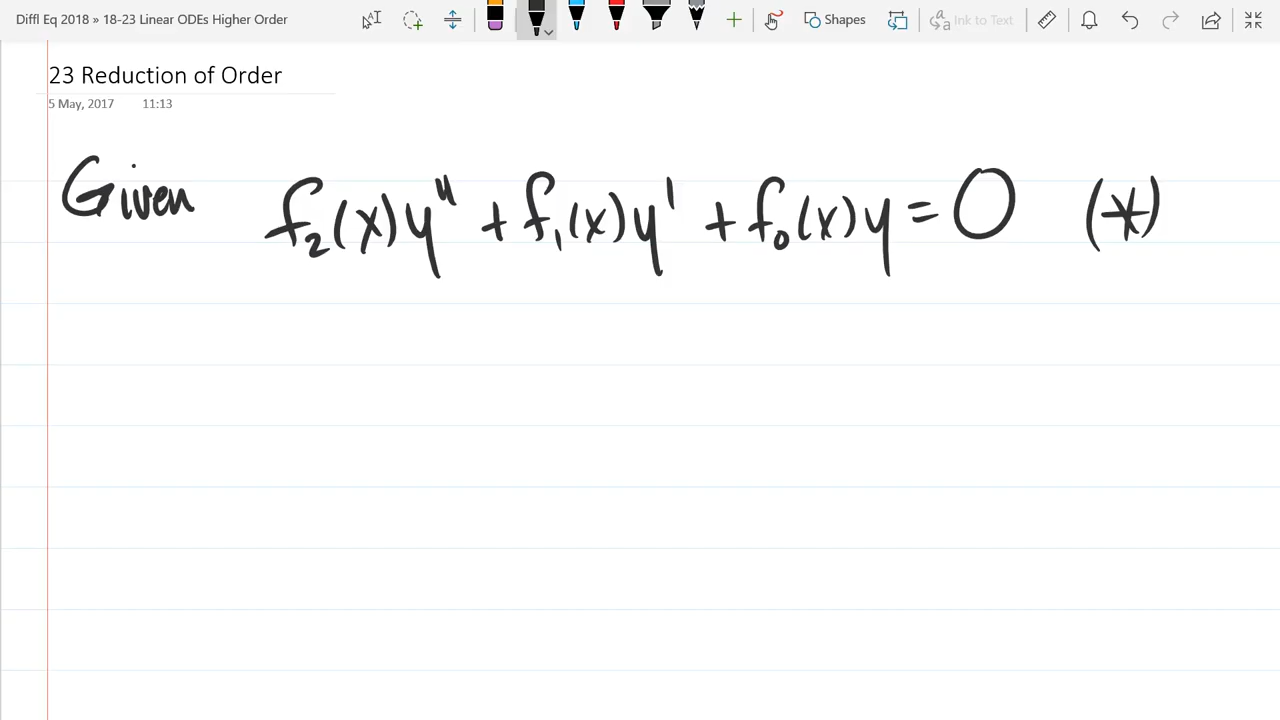 Diffl Eq 2018 » 18-23 Linear ODEs Higher Order
Shapes
Ink to Text
23 Reduction of Order
5 May, 2017 11:13
Given f₂(x)y'' + f₁(x)y' + f₀(x)y = 0 (*)